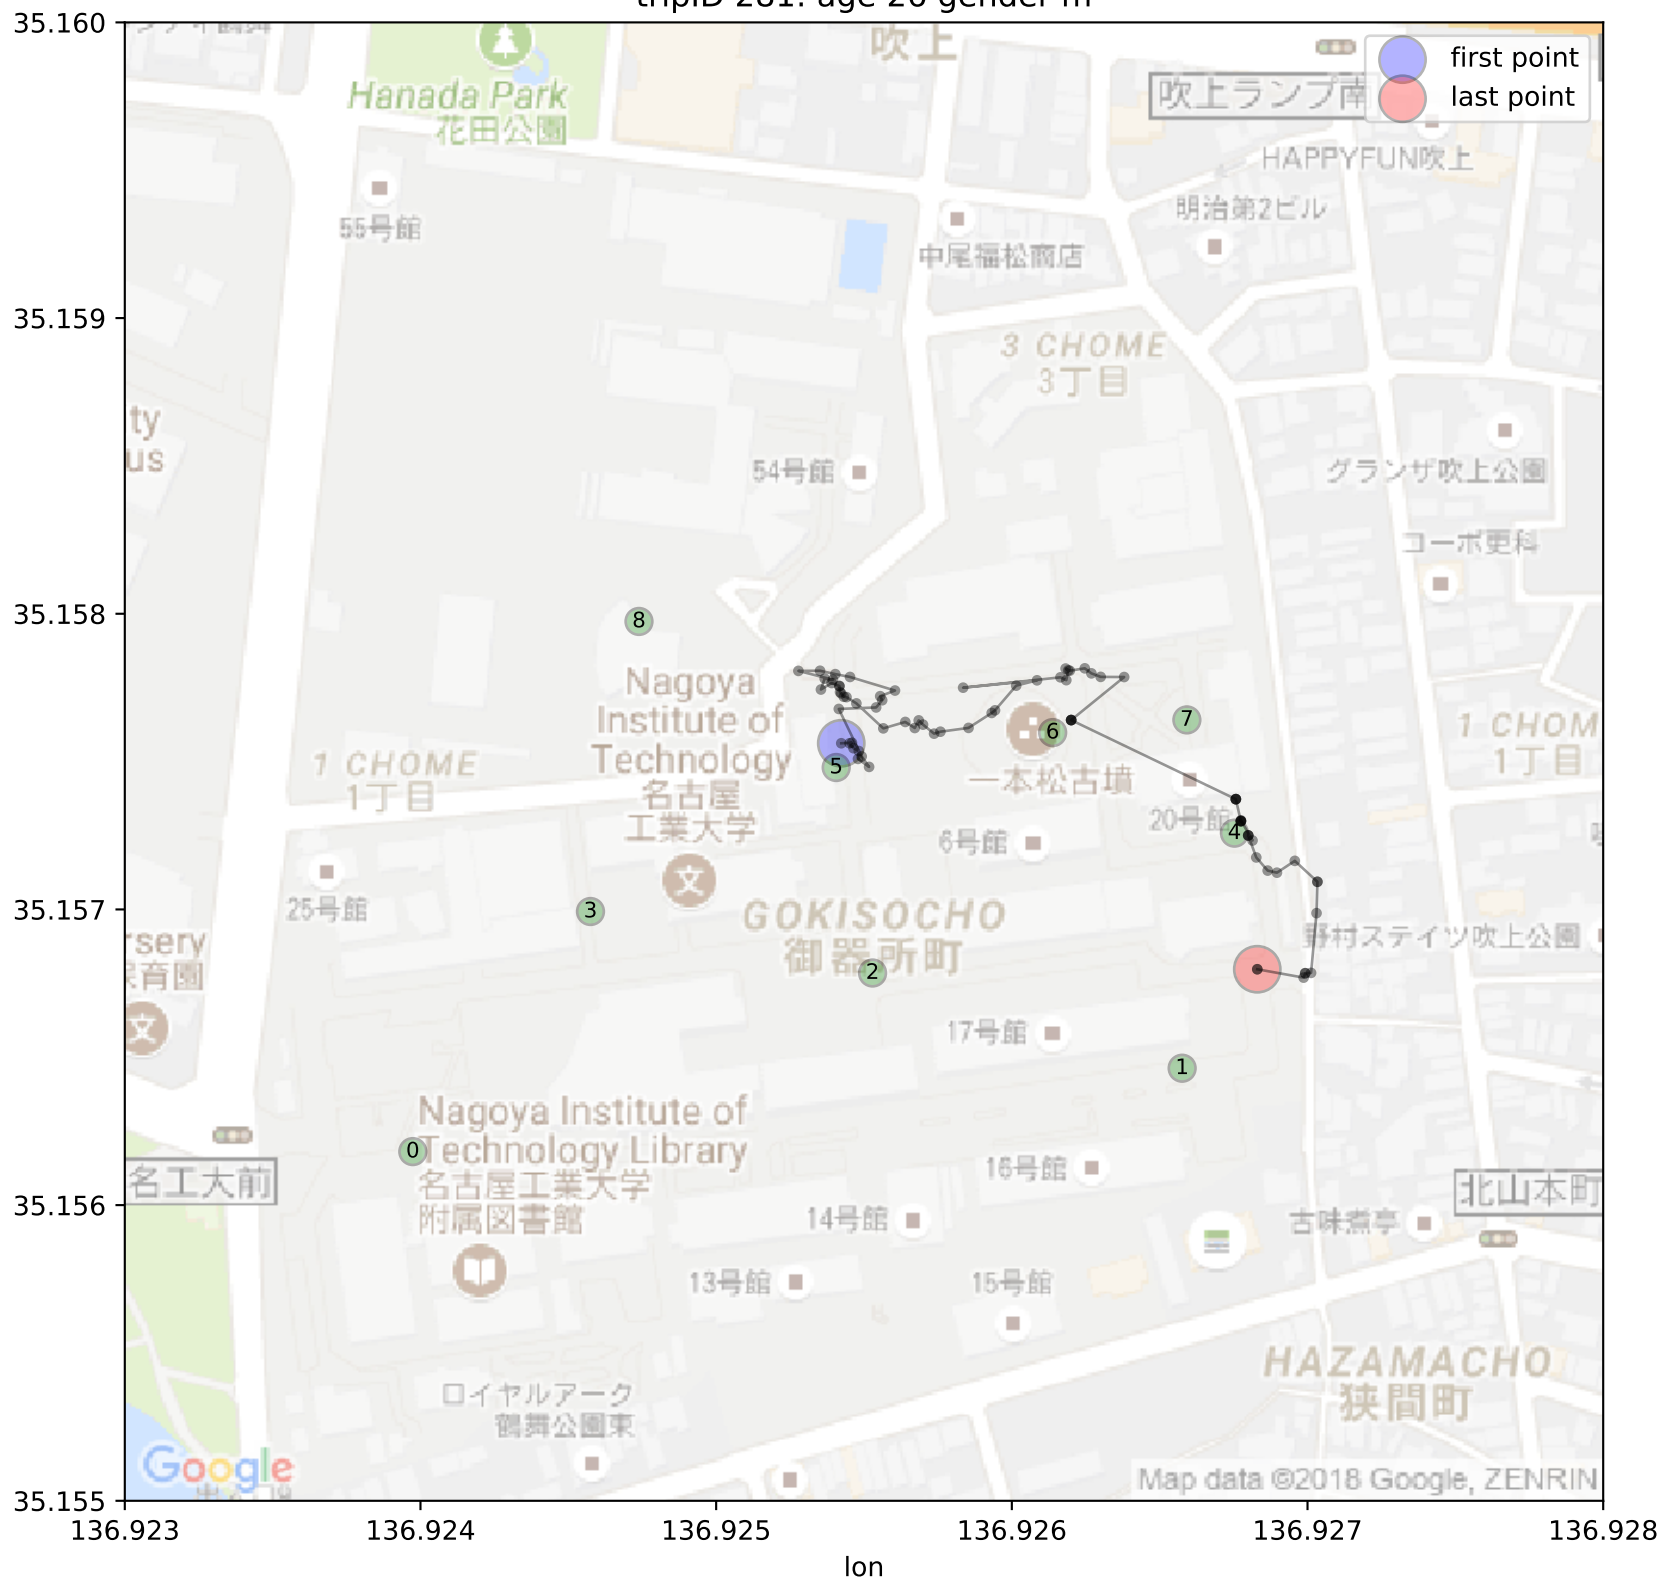 tripID 281: age 26 gender m
35.160
35.159
35.158
35.157
35.156
35.155
136.923
136.924
136.925
136.926
136.927
136.928
lon
first point
last point
吹上
吹上ランプ南
Hanada Park
花田公園
HAPPYFUN吹上
明治第2ビル
55号館
中尾福松商店
3 CHOME
3丁目
ty
us
54号館
グランザ吹上公園
コーポ更科
8
Nagoya
Institute of
Technology
名古屋
工業大学
7
6
5
1 CHOME
1丁目
1 CHOM
1丁目
一本松古墳
20号館
4
6号館
25号館
3
GOKISOCHO
御器所町
2
野村ステイツ吹上公園
rsery
保育園
17号館
1
Nagoya Institute of
Technology Library
名古屋工業大学
附属図書館
0
名工大前
16号館
北山本町
14号館
古味煮亭
13号館
15号館
HAZAMACHO
狭間町
ロイヤルアーク
鶴舞公園東
Google
Map data ©2018 Google, ZENRIN